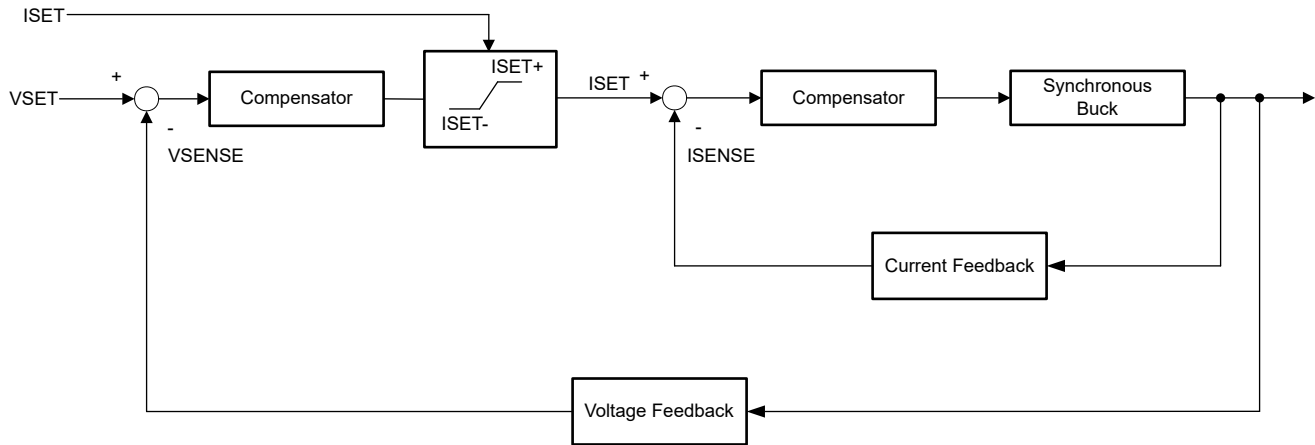 ISET
ISET+
ISET-
VSET
+
-
VSENSE
Compensator
ISET
+
-
ISENSE
Compensator
Synchronous
Buck
Current Feedback
Voltage Feedback